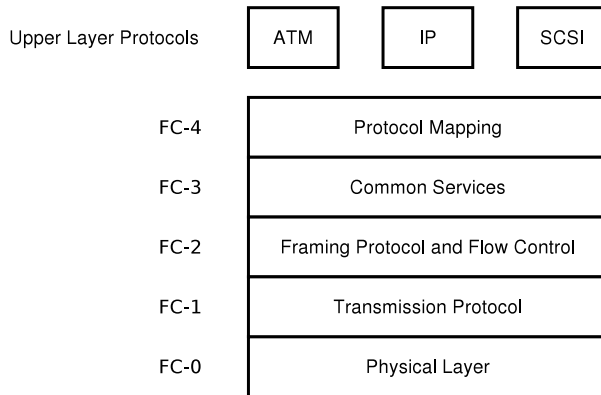 Upper Layer Protocols ATM IP SCSI
FC-4 Protocol Mapping
FC-3 Common Services
FC-2 Framing Protocol and Flow Control
FC-1 Transmission Protocol
FC-0 Physical Layer